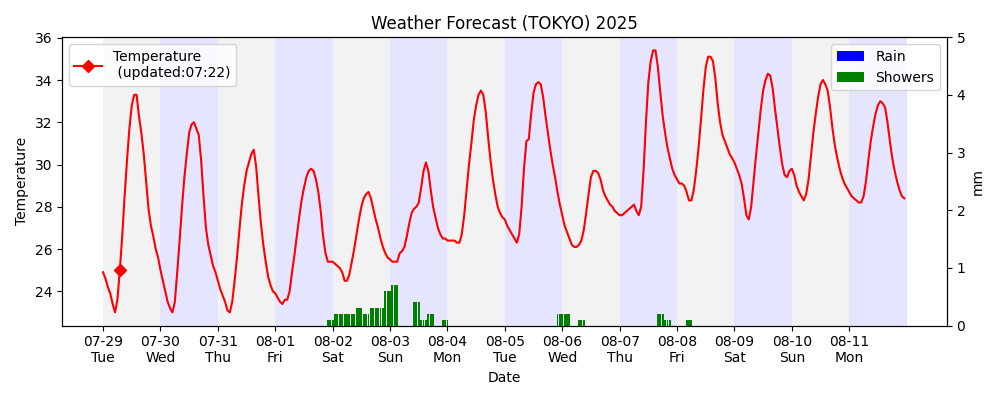 Weather Forecast (TOKYO) 2025
Temperature
(updated:07:22)
Rain
Showers
36
34
32
30
28
26
24
Temperature
5
4
3
2
1
0
mm
07-29 07-30 07-31 08-01 08-02 08-03 08-04 08-05 08-06 08-07 08-08 08-09 08-10 08-11
Tue Wed Thu Fri Sat Sun Mon Tue Wed Thu Fri Sat Sun Mon
Date